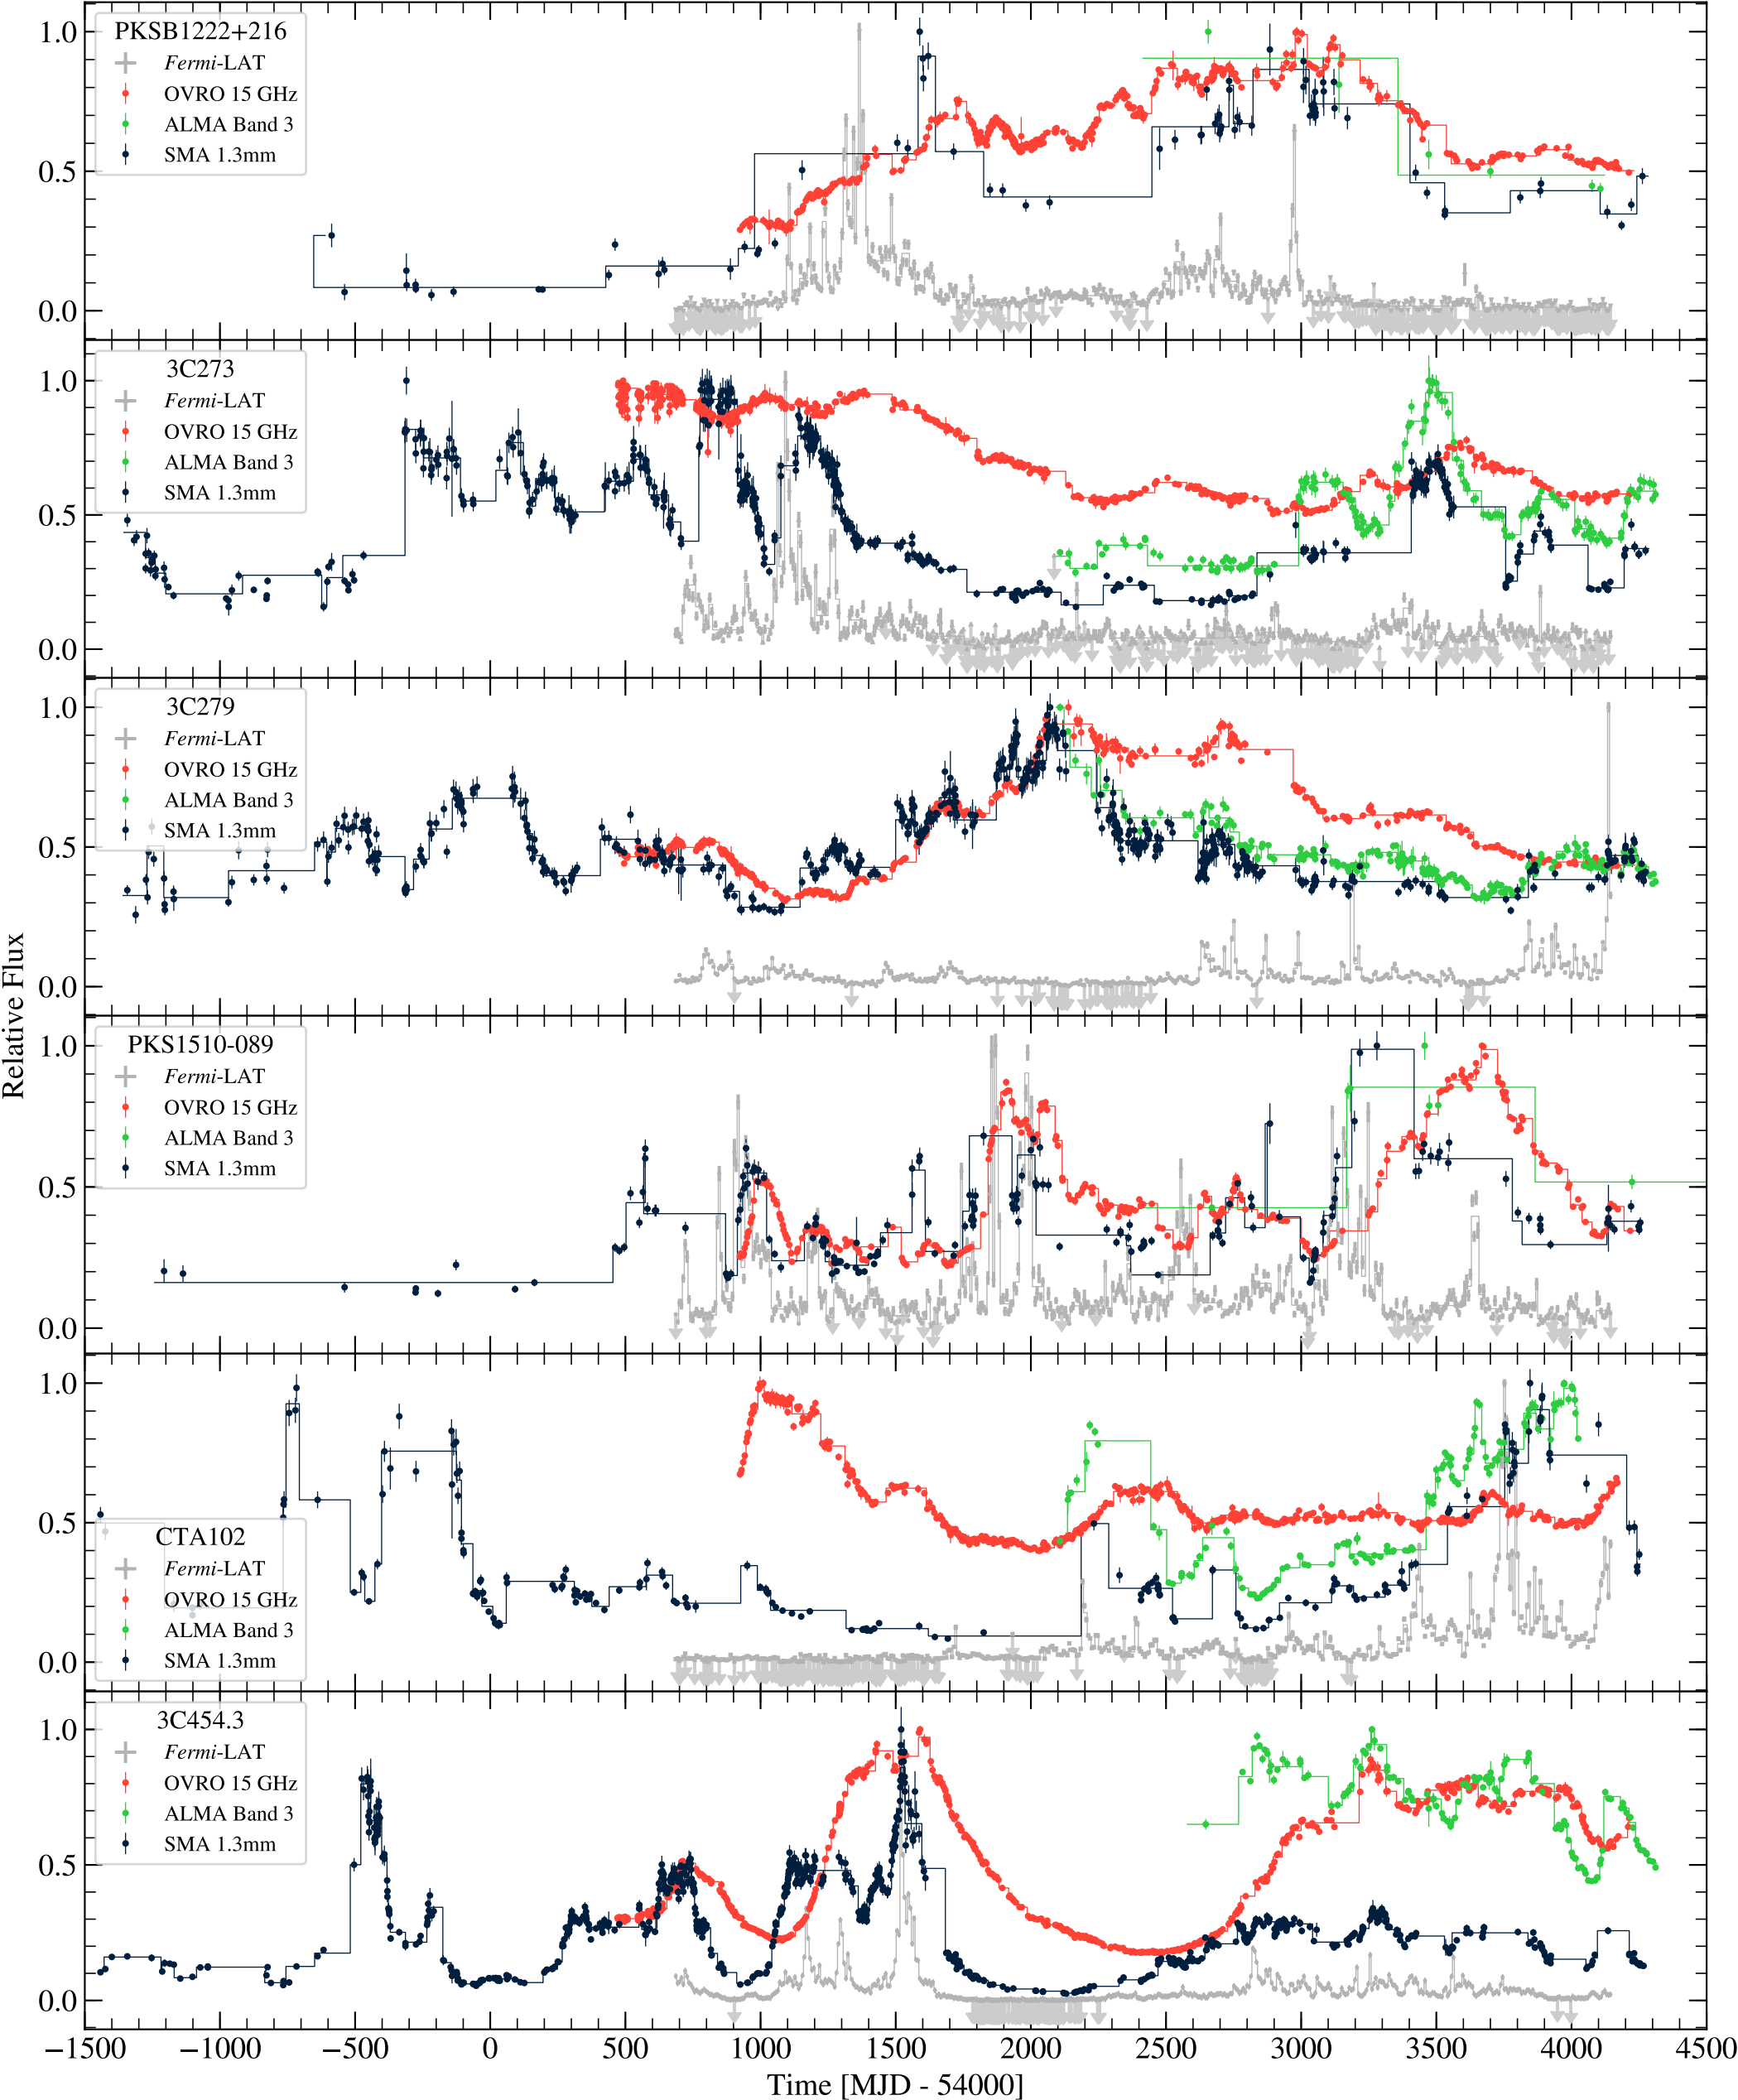 PKSB1222+216
Fermi-LAT
OVRO 15 GHz
ALMA Band 3
SMA 1.3mm
1.0
0.5
0.0
3C273
Fermi-LAT
OVRO 15 GHz
ALMA Band 3
SMA 1.3mm
1.0
0.5
0.0
3C279
Fermi-LAT
OVRO 15 GHz
ALMA Band 3
SMA 1.3mm
1.0
0.5
0.0
Relative Flux
PKS1510-089
Fermi-LAT
OVRO 15 GHz
ALMA Band 3
SMA 1.3mm
1.0
0.5
0.0
CTA102
Fermi-LAT
OVRO 15 GHz
ALMA Band 3
SMA 1.3mm
1.0
0.5
0.0
3C454.3
Fermi-LAT
OVRO 15 GHz
ALMA Band 3
SMA 1.3mm
1.0
0.5
0.0
−1500 −1000 −500 0 500 1000 1500 2000 2500 3000 3500 4000 4500
Time [MJD - 54000]